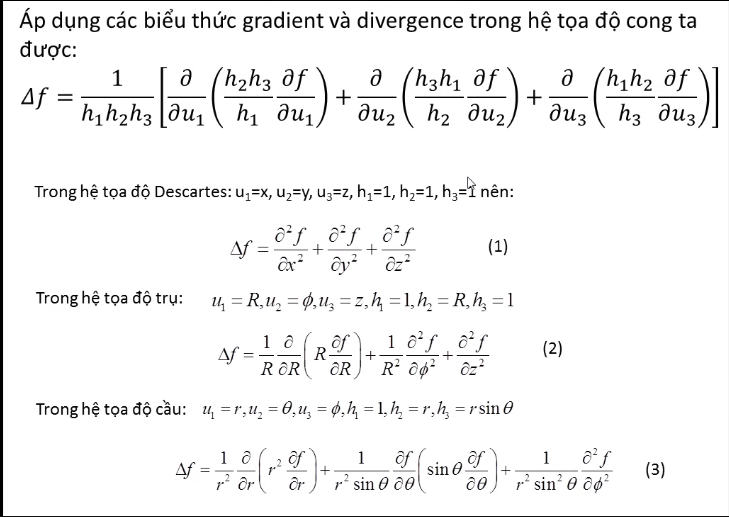 Áp dụng các biểu thức gradient và divergence trong hệ tọa độ cong ta
được:
Δf = 1/(h₁h₂h₃) [∂/∂u₁ (h₂h₃/h₁ ∂f/∂u₁) + ∂/∂u₂ (h₃h₁/h₂ ∂f/∂u₂) + ∂/∂u₃ (h₁h₂/h₃ ∂f/∂u₃)]
Trong hệ tọa độ Descartes: u₁=x, u₂=y, u₃=z, h₁=1, h₂=1, h₃=1 nên:
Δf = ∂²f/∂x² + ∂²f/∂y² + ∂²f/∂z² (1)
Trong hệ tọa độ trụ: u₁ = R, u₂ = ϕ, u₃ = z, h₁ = 1, h₂ = R, h₃ = 1
Δf = 1/R ∂/∂R (R ∂f/∂R) + 1/R² ∂²f/∂ϕ² + ∂²f/∂z² (2)
Trong hệ tọa độ cầu: u₁ = r, u₂ = θ, u₃ = ϕ, h₁ = 1, h₂ = r, h₃ = r sin θ
Δf = 1/r² ∂/∂r (r² ∂f/∂r) + 1/(r² sin θ) ∂f/∂θ (sin θ ∂f/∂θ) + 1/(r² sin² θ) ∂²f/∂ϕ² (3)